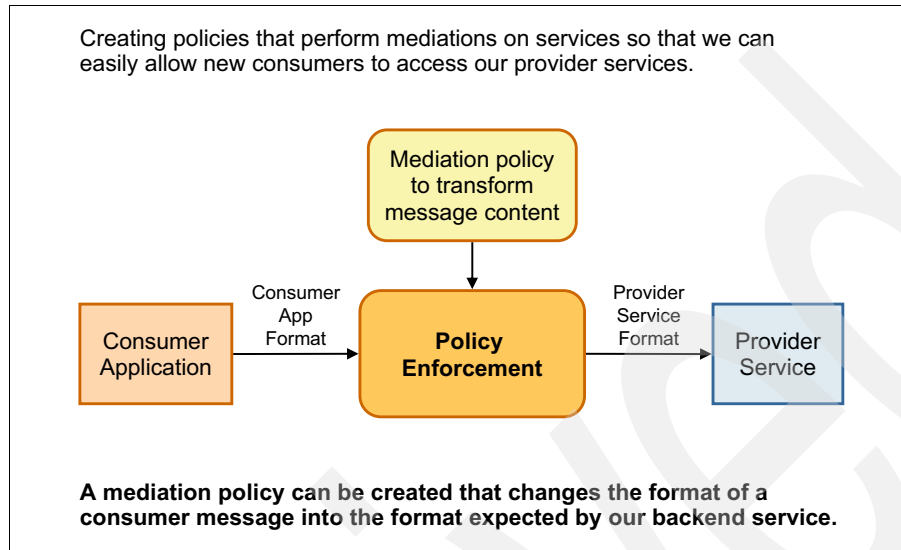 Creating policies that perform mediations on services so that we can
easily allow new consumers to access our provider services.
Mediation policy
to transform
message content
Consumer
App
Format
Provider
Service
Format
Consumer
Application
Policy
Enforcement
Provider
Service
A mediation policy can be created that changes the format of a
consumer message into the format expected by our backend service.